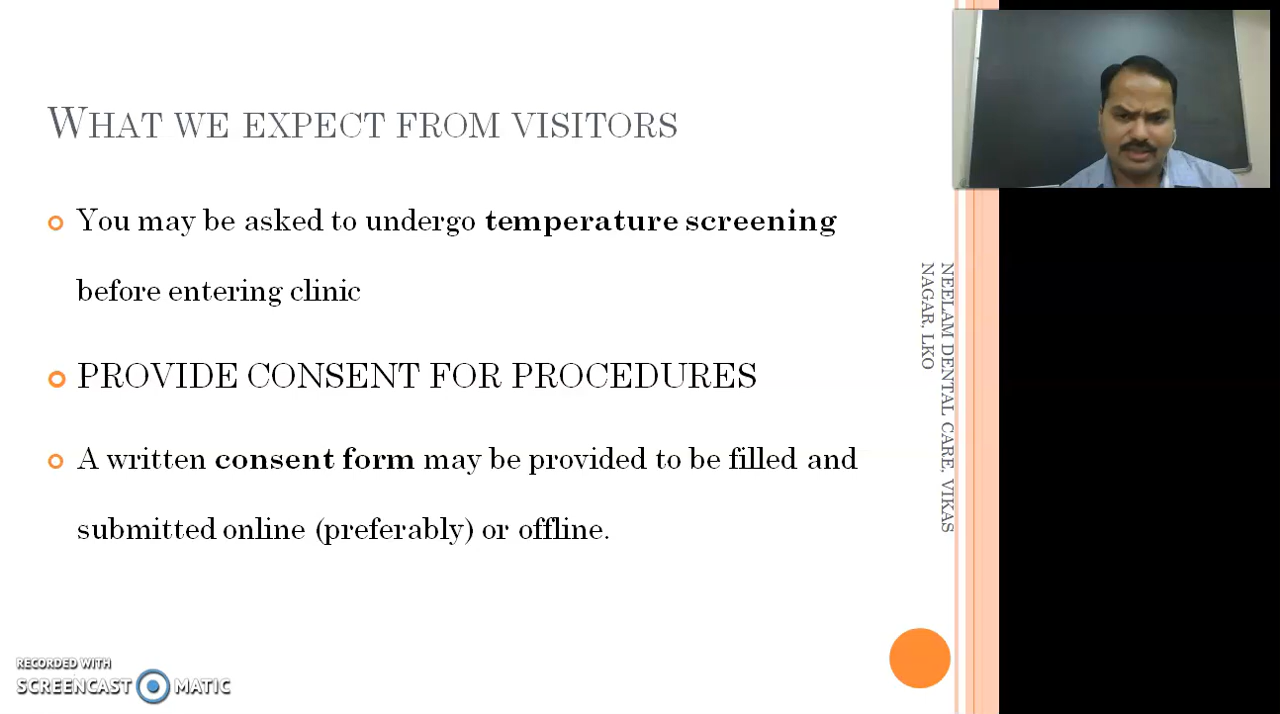 WHAT WE EXPECT FROM VISITORS
You may be asked to undergo temperature screening
before entering clinic
PROVIDE CONSENT FOR PROCEDURES
A written consent form may be provided to be filled and
submitted online (preferably) or offline.
NEELAM DENTAL CARE, VIKAS
NAGAR, LKO
RECORDED WITH
SCREENCAST MATIC